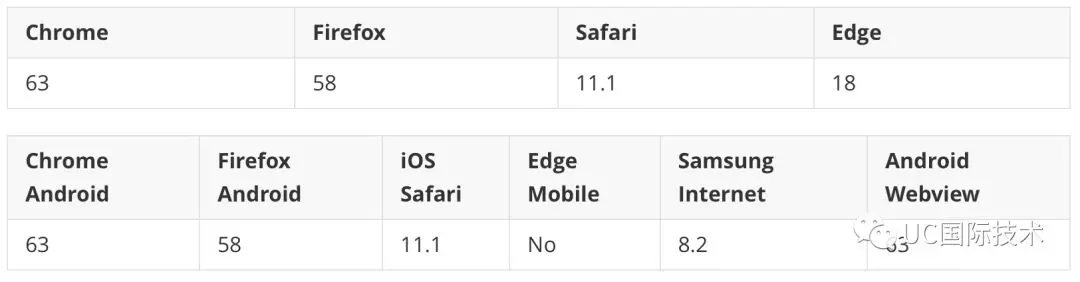 Chrome Firefox Safari Edge
63 58 11.1 18
Chrome Firefox iOS Edge Samsung Android
Android Android Safari Mobile Internet Webview
63 58 11.1 No 8.2 63
UC国际技术